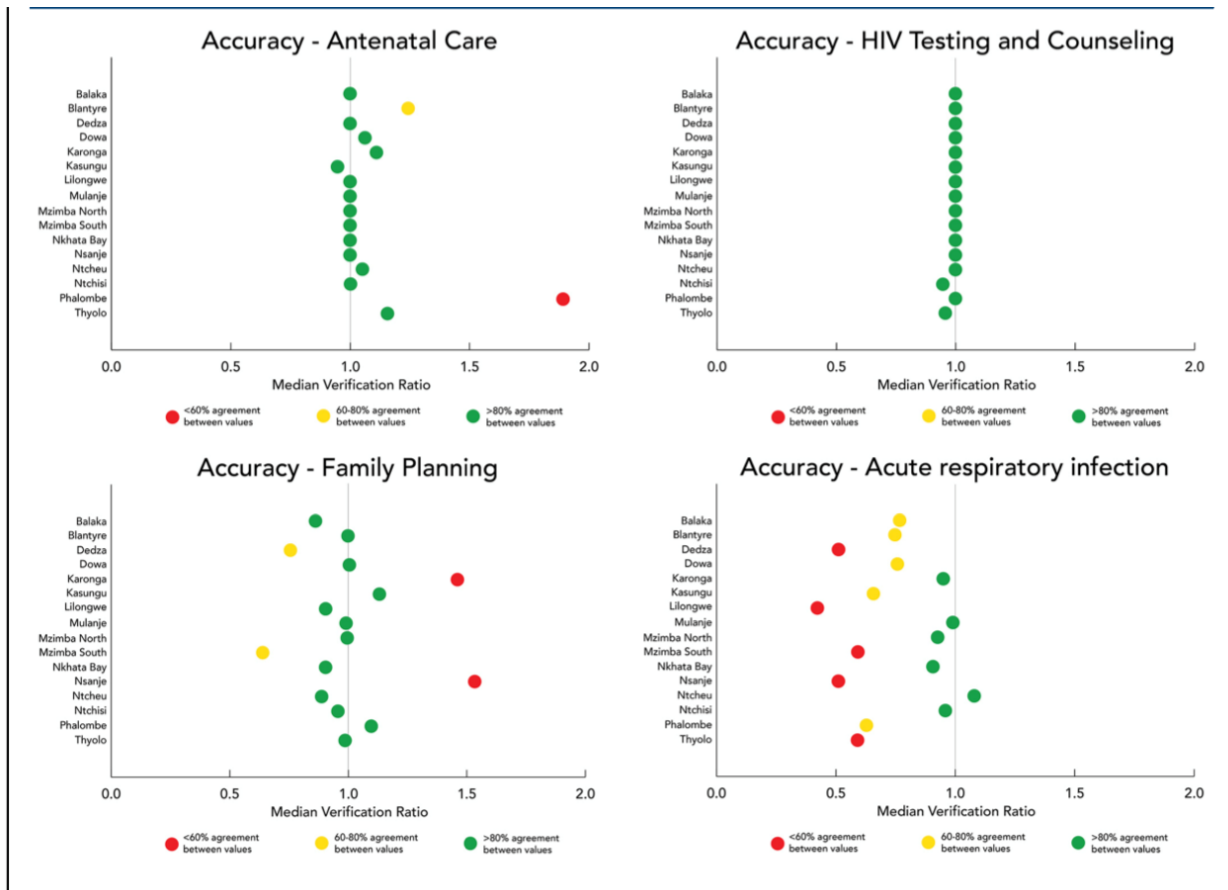 Accuracy - Antenatal Care
Balaka
Blantyre
Dedza
Dowa
Karonga
Kasungu
Lilongwe
Mulanje
Mzimba North
Mzimba South
Nkhata Bay
Nsanje
Ntcheu
Ntchisi
Phalombe
Thyolo
0.0 0.5 1.0 1.5 2.0
Median Verification Ratio
<60% agreement
between values
60-80% agreement
between values
>80% agreement
between values
Accuracy - HIV Testing and Counseling
Balaka
Blantyre
Dedza
Dowa
Karonga
Kasungu
Lilongwe
Mulanje
Mzimba North
Mzimba South
Nkhata Bay
Nsanje
Ntcheu
Ntchisi
Phalombe
Thyolo
0.0 0.5 1.0 1.5 2.0
Median Verification Ratio
<60% agreement
between values
60-80% agreement
between values
>80% agreement
between values
Accuracy - Family Planning
Balaka
Blantyre
Dedza
Dowa
Karonga
Kasungu
Lilongwe
Mulanje
Mzimba North
Mzimba South
Nkhata Bay
Nsanje
Ntcheu
Ntchisi
Phalombe
Thyolo
0.0 0.5 1.0 1.5 2.0
Median Verification Ratio
<60% agreement
between values
60-80% agreement
between values
>80% agreement
between values
Accuracy - Acute respiratory infection
Balaka
Blantyre
Dedza
Dowa
Karonga
Kasungu
Lilongwe
Mulanje
Mzimba North
Mzimba South
Nkhata Bay
Nsanje
Ntcheu
Ntchisi
Phalombe
Thyolo
0.0 0.5 1.0 1.5 2.0
Median Verification Ratio
<60% agreement
between values
60-80% agreement
between values
>80% agreement
between values